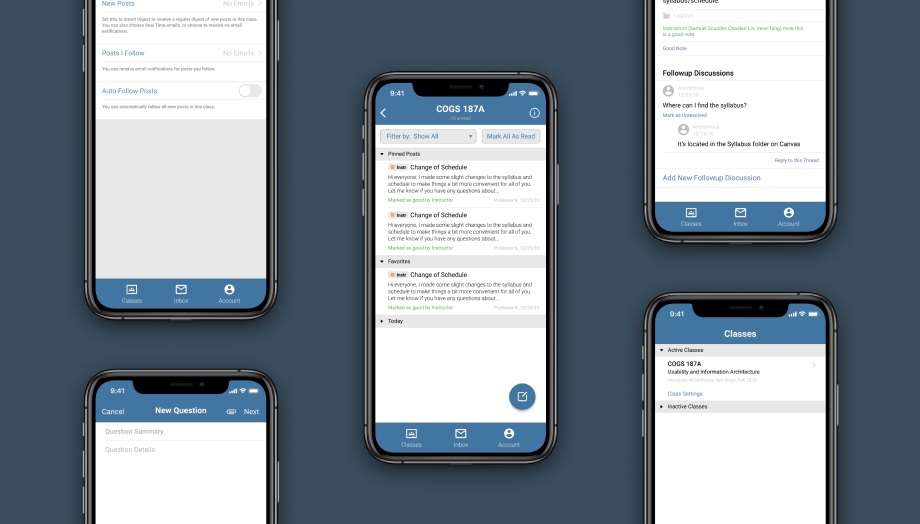 New Posts No Emails
Set this to Smart Digest to receive a regular digest of new posts in this class.
You can also choose Real Time emails, or choose to receive no email
notifications.
Posts I Follow No Emails
You can receive email notifications for posts you follow.
Auto-Follow Posts
You can automatically follow all new posts in this class.
Classes Inbox Account
9:41
Cancel New Question Next
Question Summary
Question Details
9:41
COGS 187A
Filter by: Show All Mark All As Read
Pinned Posts
Instr Change of Schedule
Hi everyone, I made some slight changes to the syllabus and
schedule to make things a bit more convenient for all of you.
Let me know if you have any questions about...
Marked as good by Instructor Professor K, 12/25/20
Instr Change of Schedule
Hi everyone, I made some slight changes to the syllabus and
schedule to make things a bit more convenient for all of you.
Let me know if you have any questions about...
Marked as good by Instructor Professor K, 12/25/20
Favorites
Instr Change of Schedule
Hi everyone, I made some slight changes to the syllabus and
schedule to make things a bit more convenient for all of you.
Let me know if you have any questions about...
Marked as good by Instructor Professor K, 12/25/20
Today
Classes Inbox Account
syllabus/schedule.
Logistics
Instructors (Samuel Scudder, Chaolan Lin, Irene Tang) think this
is a good note
Good Note
Followup Discussions
Anonymous
Where can I find the syllabus?
Mark as Unresolved
Anonymous
It's located in the Syllabus folder on Canvas
Reply to this Thread
Add New Followup Discussion
Classes Inbox Account
9:41
Classes
Active Classes
COGS 187A
Usability and Information Architecture
University of California, San Diego, Fall 2020
Class Settings
Inactive Classes